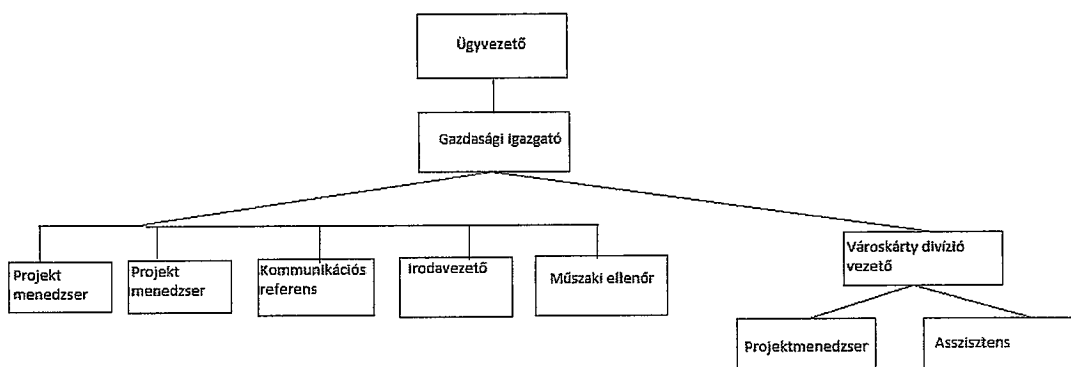 Ügyvezető
Gazdasági igazgató
Projekt
menedzser
Projekt
menedzser
Kommunikációs
referens
Irodavezető
Műszaki ellenőr
Városkárty divízió
vezető
Projektmenedzser
Asszisztens